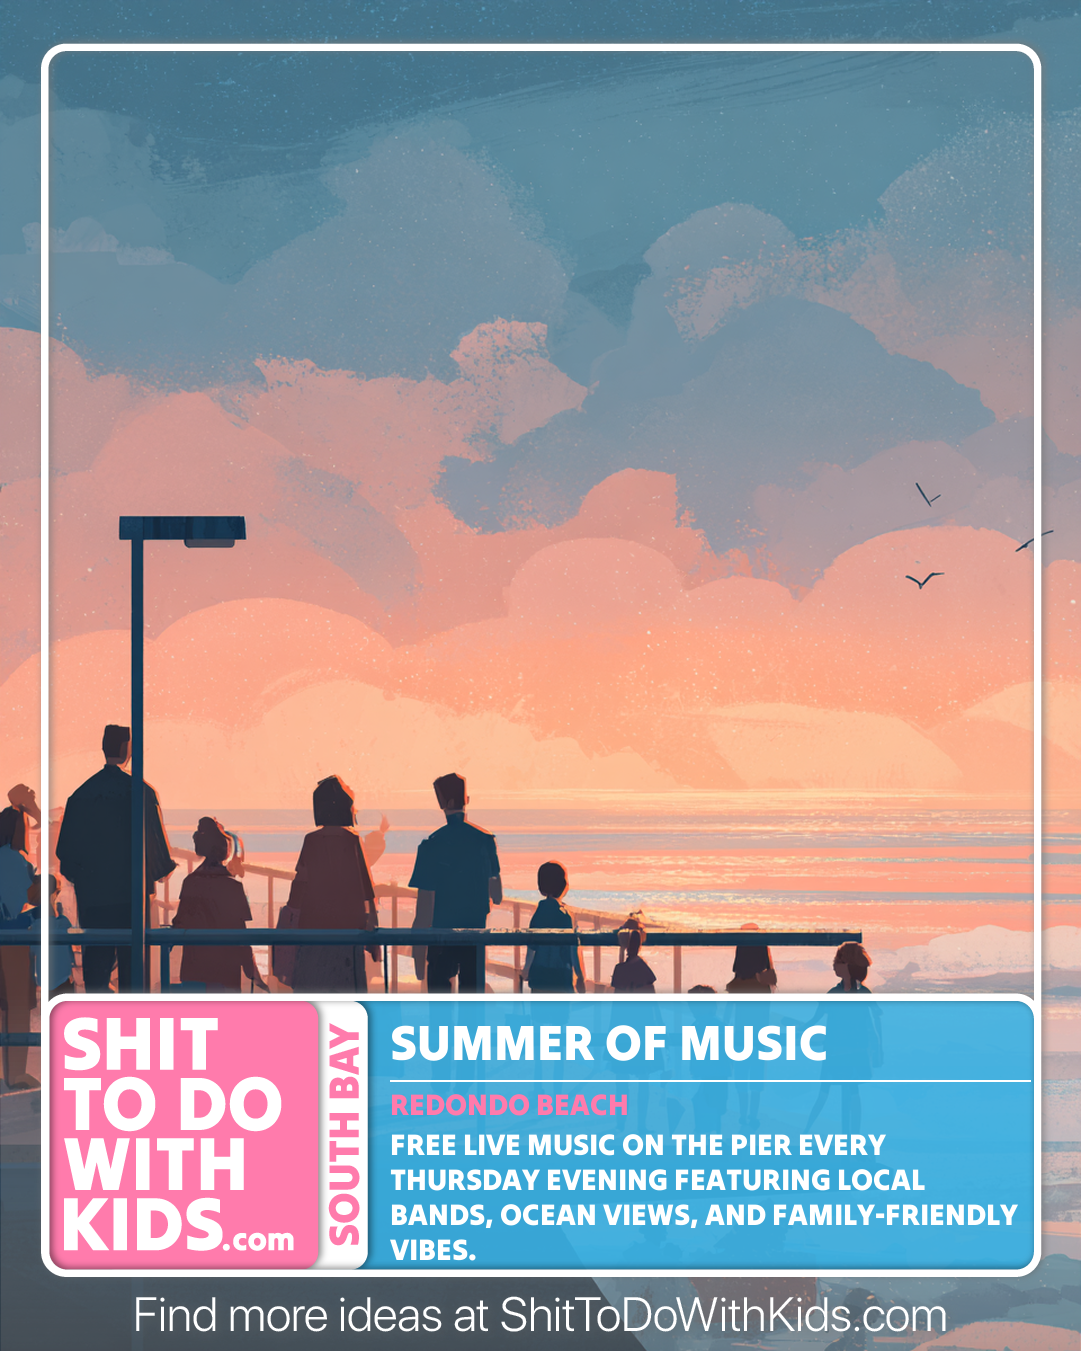 SHIT
TO DO
WITH
KIDS.com
SOUTH BAY
SUMMER OF MUSIC
REDONDO BEACH
FREE LIVE MUSIC ON THE PIER EVERY
THURSDAY EVENING FEATURING LOCAL
BANDS, OCEAN VIEWS, AND FAMILY-FRIENDLY
VIBES.
Find more ideas at ShitToDoWithKids.com